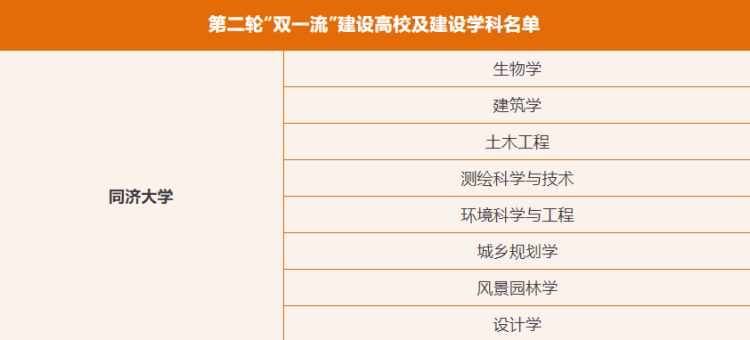 第二轮“双一流”建设高校及建设学科名单
同济大学
生物学
建筑学
土木工程
测绘科学与技术
环境科学与工程
城乡规划学
风景园林学
设计学